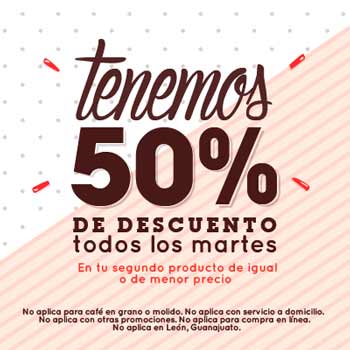 tenemos
50%
DE DESCUENTO
todos los martes
En tu segundo producto de igual
o de menor precio
No aplica para café en grano o molido. No aplica con servicio a domicilio.
No aplica con otras promociones. No aplica para compra en línea.
No aplica en León, Guanajuato.